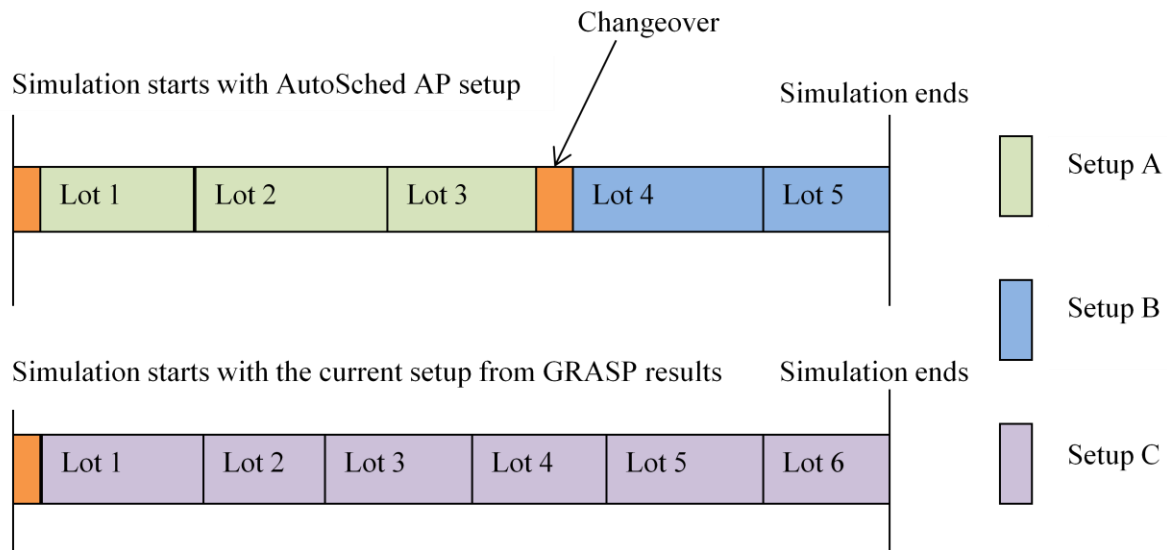 Changeover
Simulation starts with AutoSched AP setup
Simulation ends
Lot 1 Lot 2 Lot 3 Lot 4 Lot 5
Setup A
Setup B
Simulation starts with the current setup from GRASP results
Simulation ends
Lot 1 Lot 2 Lot 3 Lot 4 Lot 5 Lot 6
Setup C